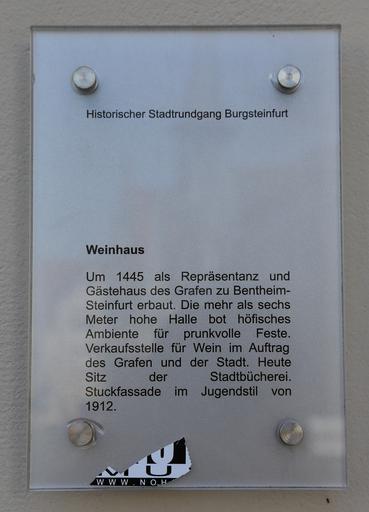 Historischer Stadtrundgang Burgsteinfurt
Weinhaus
Um 1445 als Repräsentanz und
Gästehaus des Grafen zu Bentheim-
Steinfurt erbaut. Die mehr als sechs
Meter hohe Halle bot höfisches
Ambiente für prunkvolle Feste.
Verkaufsstelle für Wein im Auftrag
des Grafen und der Stadt. Heute
Sitz der Stadtbücherei.
Stuckfassade im Jugendstil von
1912.
WWW.NOH